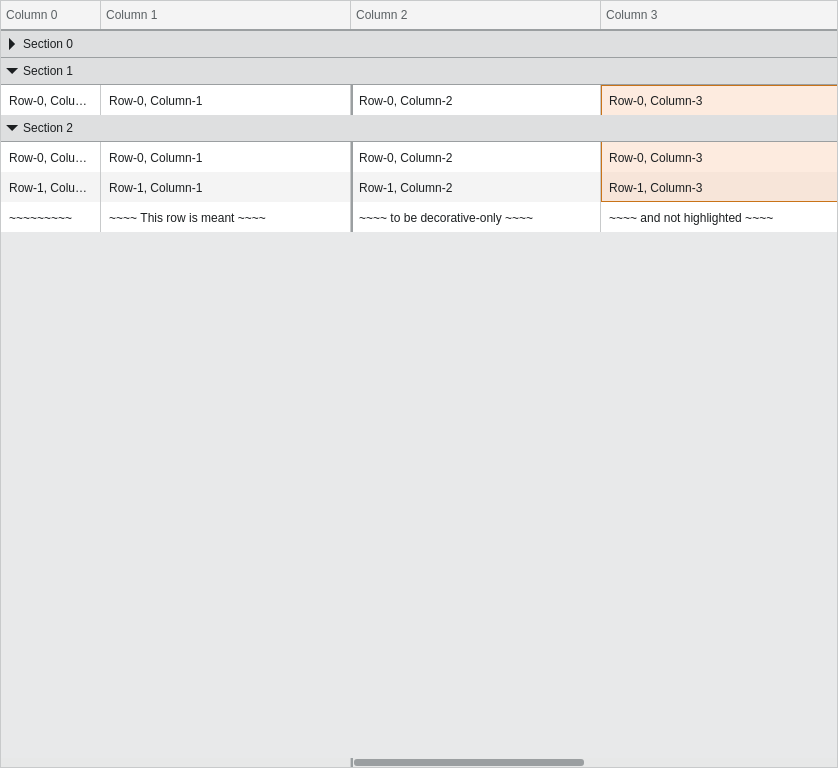 Column 0 Column 1 Column 2 Column 3
Section 0
Section 1
Row-0, Colu… Row-0, Column-1 Row-0, Column-2 Row-0, Column-3
Section 2
Row-0, Colu… Row-0, Column-1 Row-0, Column-2 Row-0, Column-3
Row-1, Colu… Row-1, Column-1 Row-1, Column-2 Row-1, Column-3
~~~~~~~~~ ~~~~ This row is meant ~~~~ ~~~~ to be decorative-only ~~~~ ~~~~ and not highlighted ~~~~